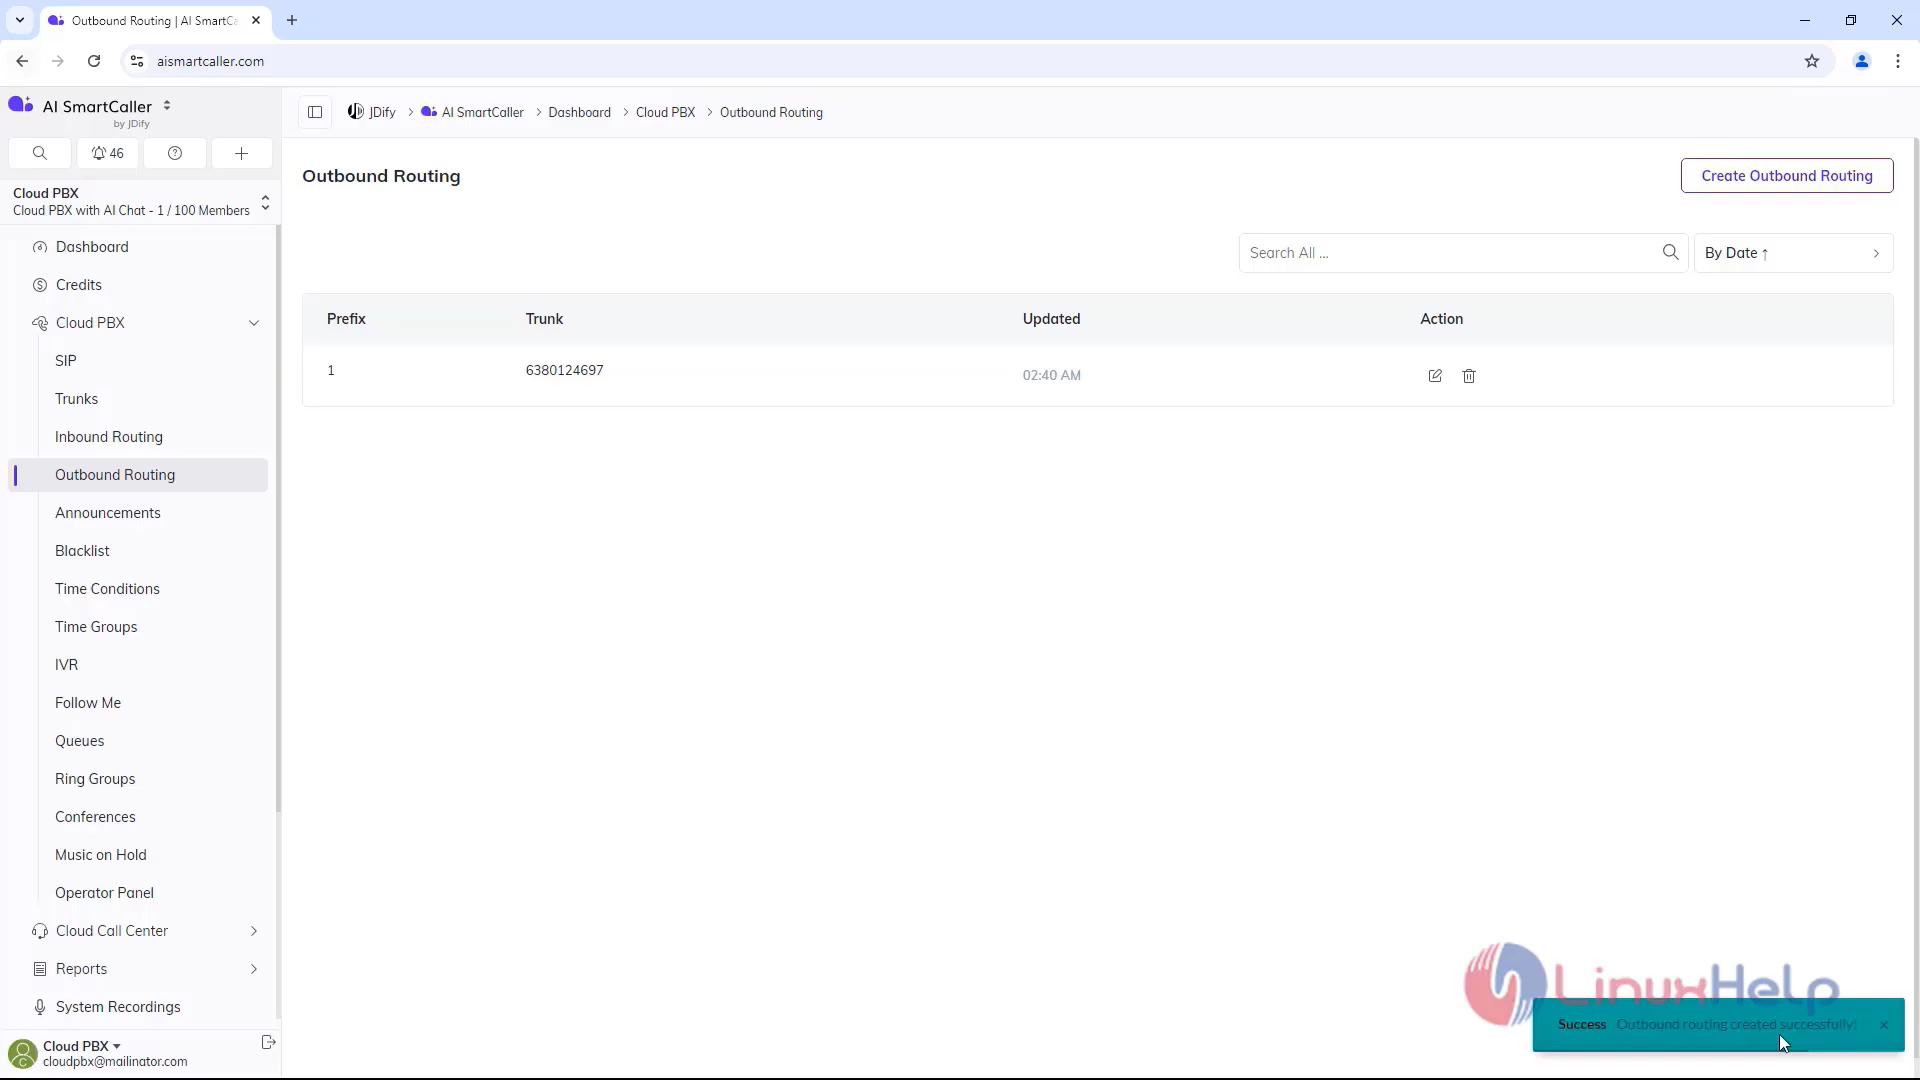 Outbound Routing | AI SmartCa
aismartcaller.com
AI SmartCaller
by JDify
46
Cloud PBX
Cloud PBX with AI Chat - 1 / 100 Members
Dashboard
Credits
Cloud PBX
SIP
Trunks
Inbound Routing
Outbound Routing
Announcements
Blacklist
Time Conditions
Time Groups
IVR
Follow Me
Queues
Ring Groups
Conferences
Music on Hold
Operator Panel
Cloud Call Center
Reports
System Recordings
Cloud PBX
cloudpbx@mailinator.com
JDify > AI SmartCaller > Dashboard > Cloud PBX > Outbound Routing
Outbound Routing
Create Outbound Routing
Search All ...
By Date ↑
Prefix Trunk Updated Action
1 6380124697 02:40 AM
LinuxHelp
Success Outbound routing created successfully!